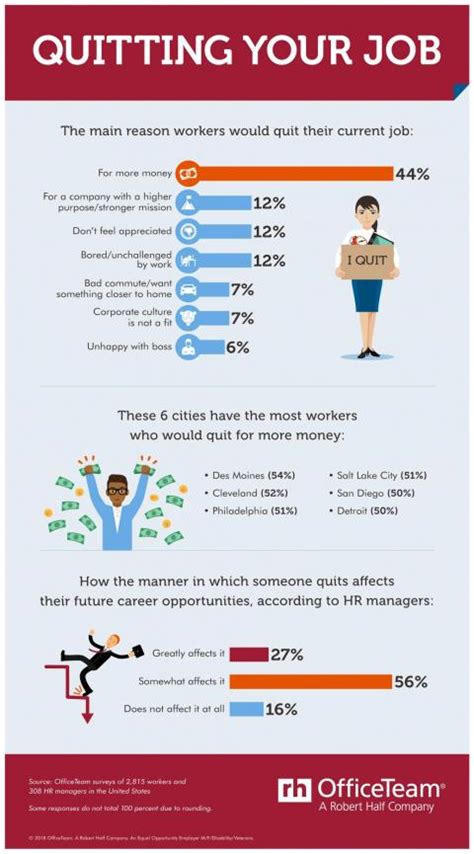 QUITTING YOUR JOB
The main reason workers would quit their current job:
For more money
44%
For a company with a higher
purpose/stronger mission
12%
Don't feel appreciated
12%
Bored/unchallenged
by work
12%
Bad commute/want
something closer to home
7%
Corporate culture
is not a fit
7%
Unhappy with boss
6%
I QUIT
These 6 cities have the most workers
who would quit for more money:
• Des Moines (54%)
• Cleveland (52%)
• Philadelphia (51%)
• Salt Lake City (51%)
• San Diego (50%)
• Detroit (50%)
How the manner in which someone quits affects
their future career opportunities, according to HR managers:
Greatly affects it
27%
Somewhat affects it
56%
Does not affect it at all
16%
Source: OfficeTeam surveys of 2,815 workers and
308 HR managers in the United States
Some responses do not total 100 percent due to rounding.
© 2018 OfficeTeam. A Robert Half Company. An Equal Opportunity Employer M/F/Disability/Veterans.
rh OfficeTeam®
A Robert Half Company